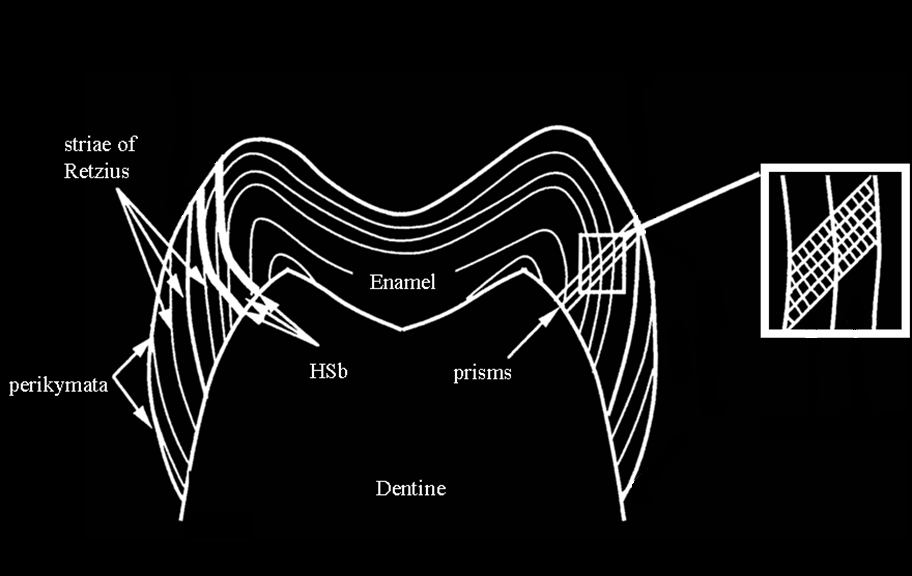 striae of
Retzius
Enamel
HSb
prisms
perikymata
Dentine